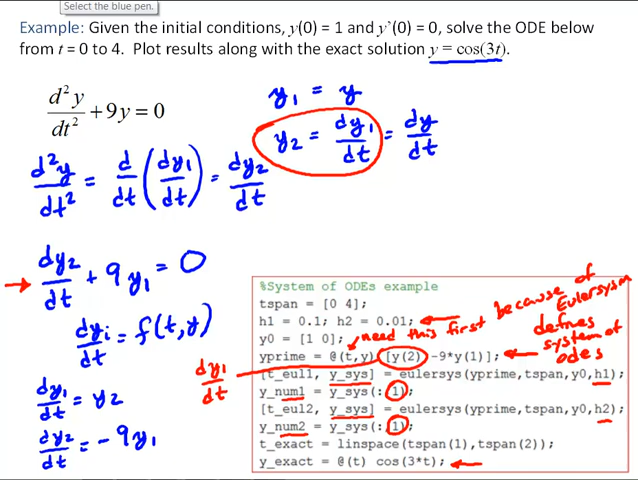 Select the blue pen.
Example: Given the initial conditions, y(0) = 1 and y'(0) = 0, solve the ODE below
from t = 0 to 4. Plot results along with the exact solution y = cos(3t).
d²y/dt² + 9y = 0
y₁ = y
y₂ = dy₁/dt = dy/dt
d²y/dt² = d/dt (dy₁/dt) = dy₂/dt
→ dy₂/dt + 9y₁ = 0
dyᵢ/dt = f(t,y)
dy₁/dt = y₂
dy₂/dt = -9y₁
dy₁/dt
%System of ODEs example
tspan = [0 4];
h1 = 0.1; h2 = 0.01; ← because of Eulersysm
need this first
y0 = [1 0];
yprime = @(t,y) [y(2) -9*y(1)]; ← defines system of odes
[t_eul1, y_sys] = eulersys(yprime,tspan,y0,h1);
y_num1 = y_sys(:,1);
[t_eul2, y_sys] = eulersys(yprime,tspan,y0,h2);
y_num2 = y_sys(:,1);
t_exact = linspace(tspan(1),tspan(2));
y_exact = @(t) cos(3*t); ←